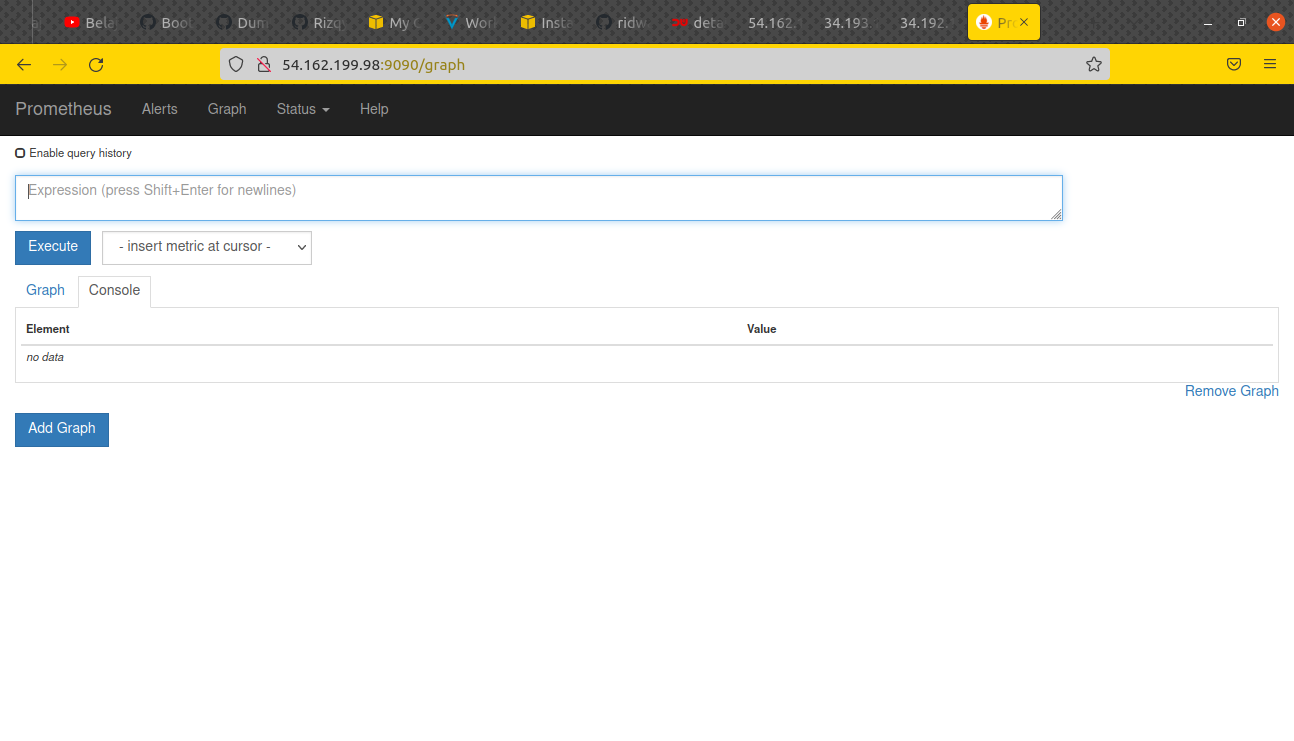 Bela Boot Dum Rizq My Wor Insta ridw deta 54.162. 34.193. 34.192. Pr
54.162.199.98:9090/graph
Prometheus Alerts Graph Status Help
Enable query history
Expression (press Shift+Enter for newlines)
Execute - insert metric at cursor -
Graph Console
Element Value
no data
Remove Graph
Add Graph